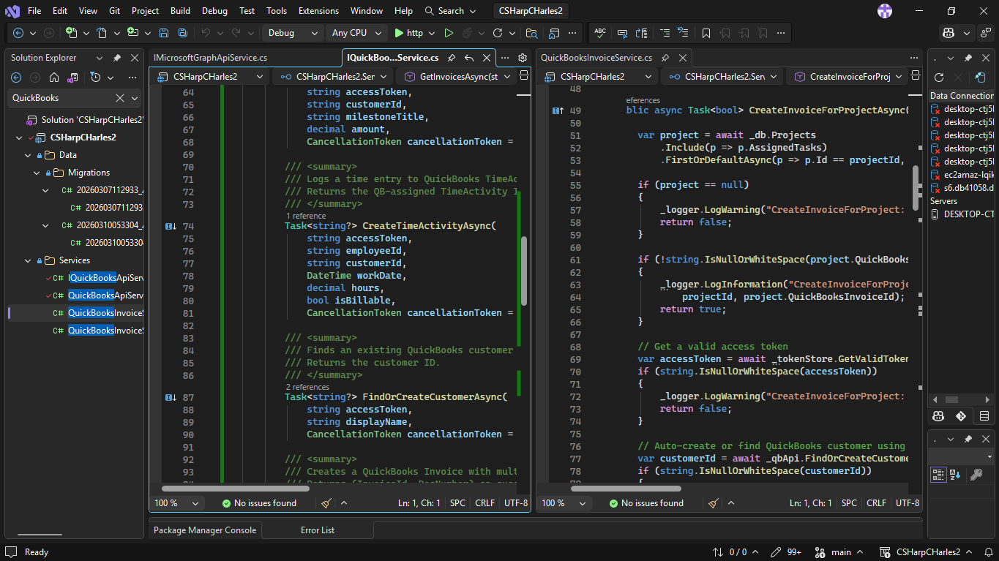 File Edit View Git Project Build Debug Test Tools Extensions Window Help Search CSHarpCHarles2
Debug Any CPU http
Solution Explorer
QuickBooks
Solution 'CSHarpCHarles2'
CSHarpCHarles2
Data
Migrations
C# 20260307112933_
C# 2026030711293
C# 20260310053304_
C# 2026031005330
Services
C# IQuickBooksApiServ
C# QuickBooksApiServ
C# QuickBooksInvoiceS
C# QuickBooksInvoiceS
IMicrosoftGraphApiService.cs IQuickBoo...Service.cs
CSHarpCHarles2 CSHarpCHarles2.Ser GetInvoicesAsync(st
64 string accessToken,
65 string customerId,
66 string milestoneTitle,
67 decimal amount,
68 CancellationToken cancellationToken =
69
70 /// <summary>
71 /// Logs a time entry to QuickBooks TimeAc
72 /// Returns the QB-assigned TimeActivity I
73 /// </summary>
1 reference
74 Task<string?> CreateTimeActivityAsync(
75 string accessToken,
76 string employeeId,
77 string customerId,
78 DateTime workDate,
79 decimal hours,
80 bool isBillable,
81 CancellationToken cancellationToken =
82
83 /// <summary>
84 /// Finds an existing QuickBooks customer
85 /// Returns the customer ID.
86 /// </summary>
2 references
87 Task<string?> FindOrCreateCustomerAsync(
88 string accessToken,
89 string displayName,
90 CancellationToken cancellationToken =
91
92 /// <summary>
93 /// Creates a QuickBooks Invoice with mult
100 % No issues found Ln: 1, Ch: 1 SPC CRLF UTF-8
QuickBooksInvoiceService.cs
CSHarpCHarles2 CSHarpCHarles2.Serv CreateInvoiceForProj
48
eferences
49 blic async Task<bool> CreateInvoiceForProjectAsync(
50
51 var project = await _db.Projects
52 .Include(p => p.AssignedTasks)
53 .FirstOrDefaultAsync(p => p.Id == projectId,
54
55 if (project == null)
56 {
57 _logger.LogWarning("CreateInvoiceForProject:
58 return false;
59 }
60
61 if (!string.IsNullOrWhiteSpace(project.QuickBooks
62 {
63 _logger.LogInformation("CreateInvoiceForProje
64 projectId, project.QuickBooksInvoiceId);
65 return true;
66 }
67
68 // Get a valid access token
69 var accessToken = await _tokenStore.GetValidToken
70 if (string.IsNullOrWhiteSpace(accessToken))
71 {
72 _logger.LogWarning("CreateInvoiceForProject:
73 return false;
74 }
75
76 // Auto-create or find QuickBooks customer using
77 var customerId = await _qbApi.FindOrCreateCustome
78 if (string.IsNullOrWhiteSpace(customerId))
100 % No issues found Ln: 1, Ch: 1 SPC CRLF UTF-8
Data Connection
desktop-ctj5l
desktop-ctj5l
desktop-ctj5l
desktop-ctj5l
desktop-ctj5l
ec2amaz-lqik
s6.db41058.d
Servers
DESKTOP-CT
Package Manager Console Error List
Ready 0 / 0 99+ main CSHarpCHarles2